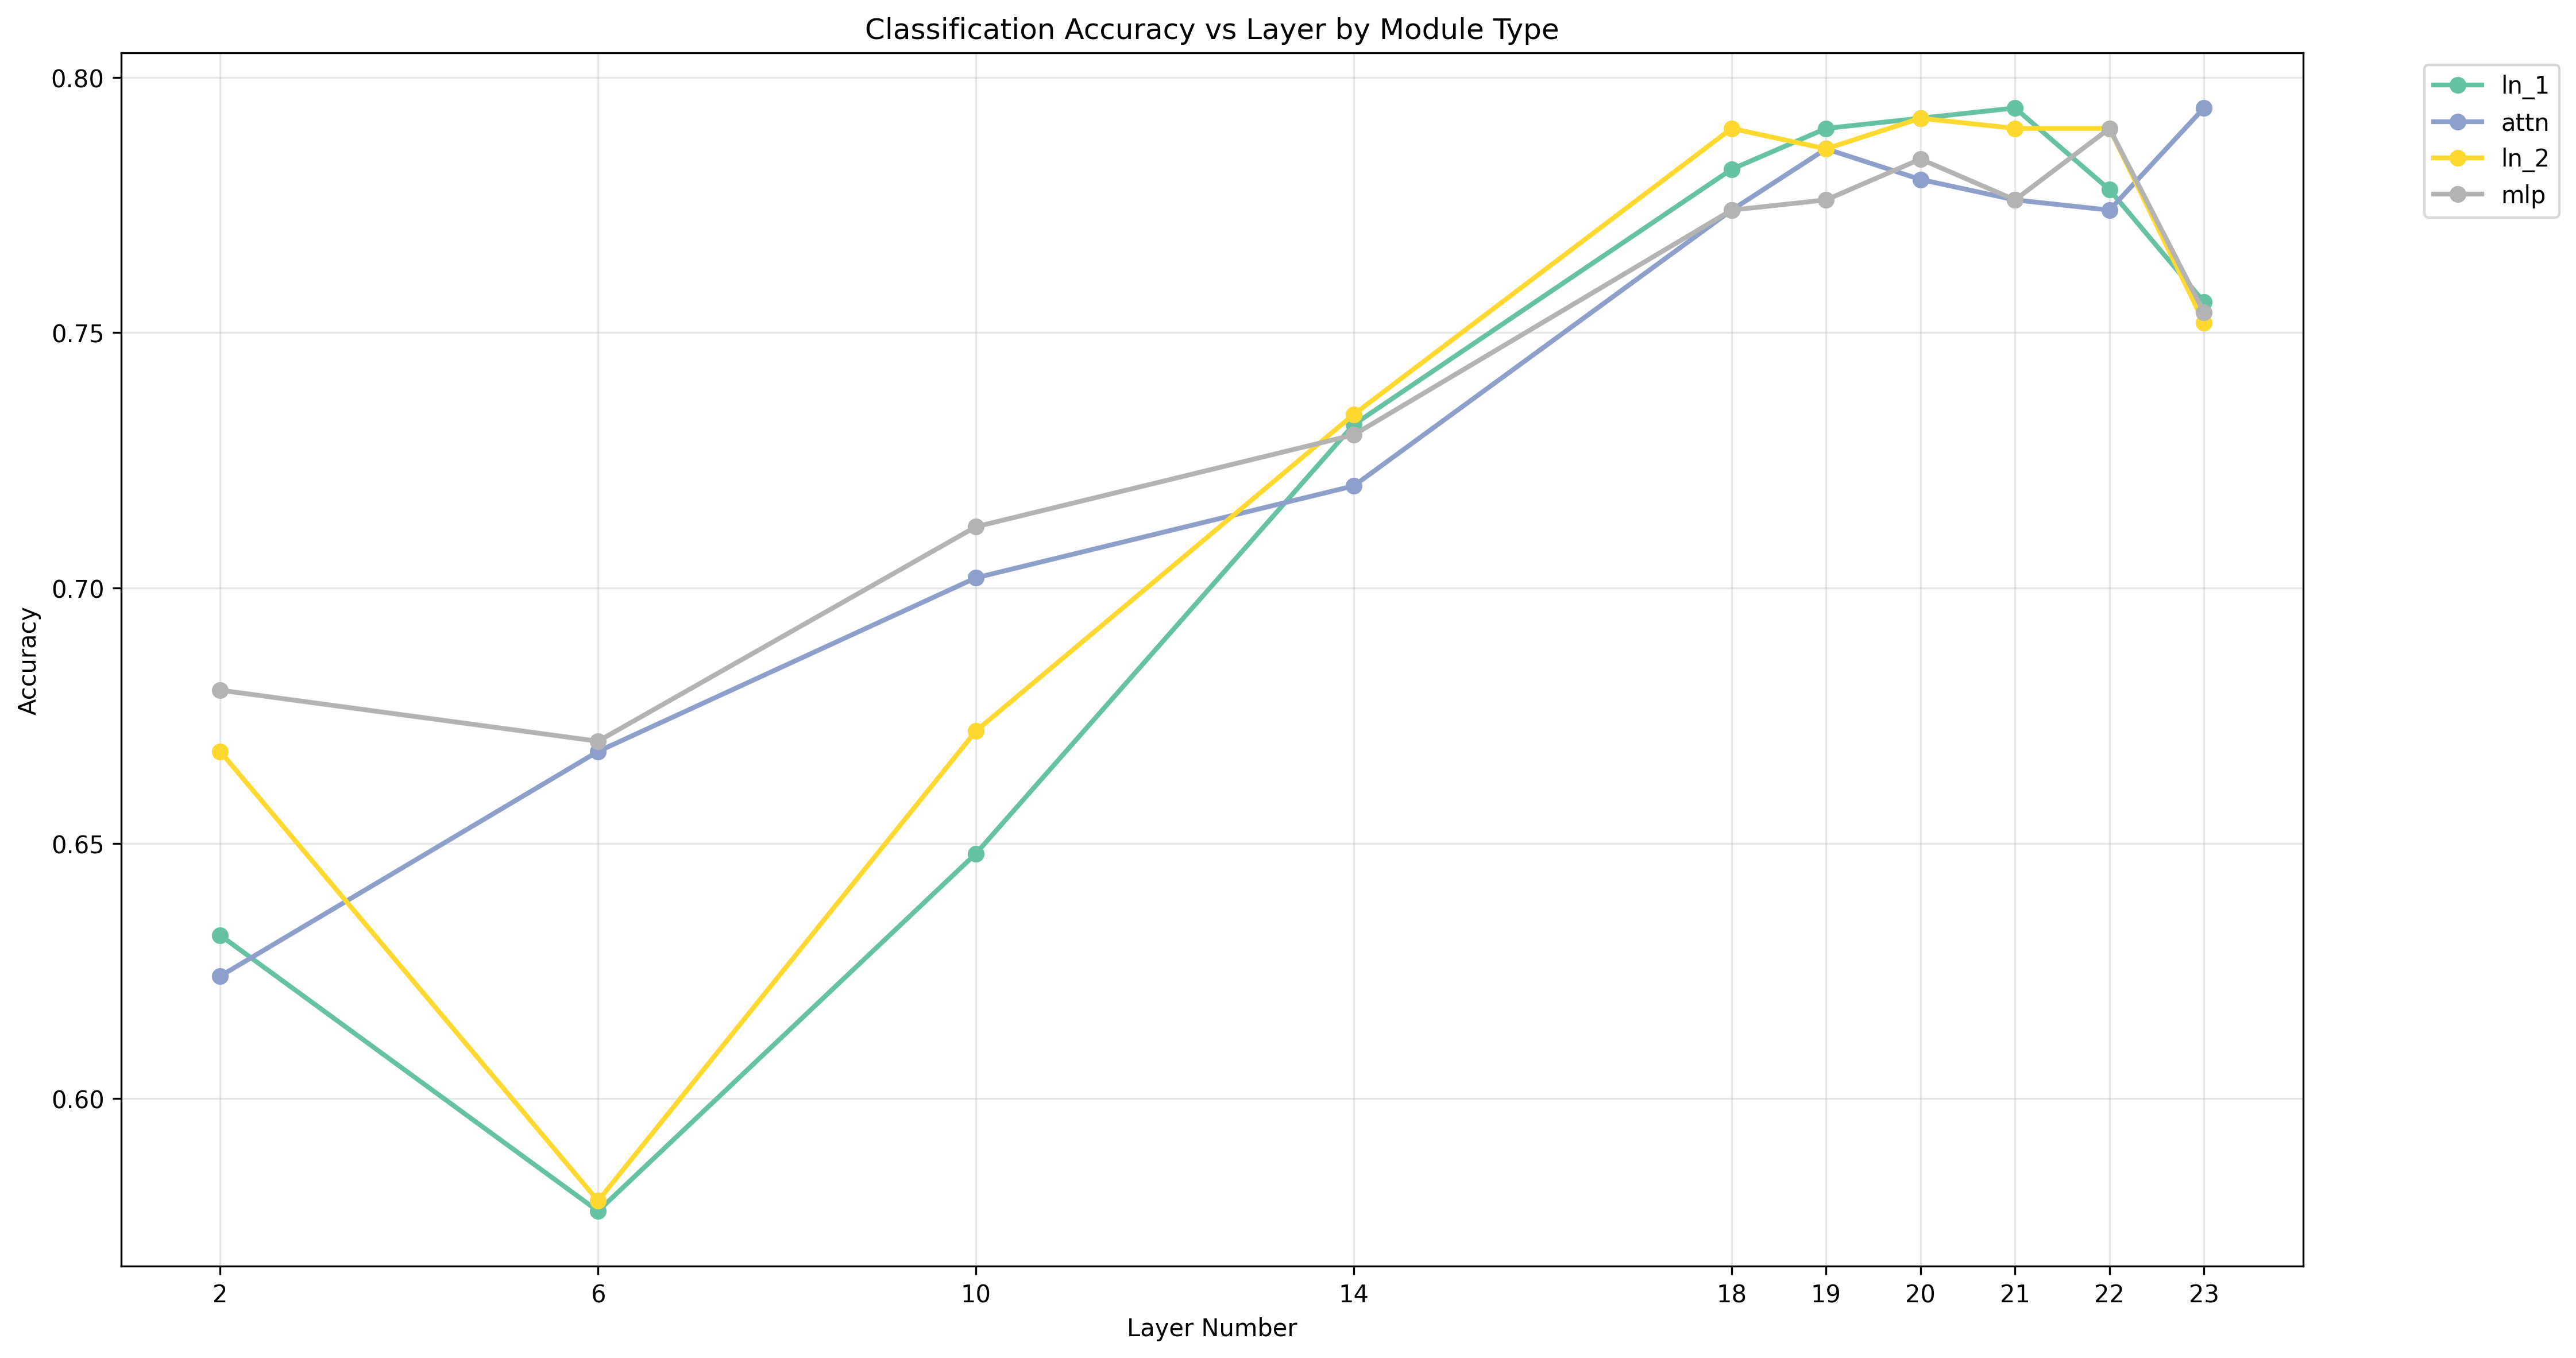 Classification Accuracy vs Layer by Module Type
ln_1
attn
ln_2
mlp
0.80
0.75
0.70
0.65
0.60
Accuracy
2 6 10 14 18 19 20 21 22 23
Layer Number